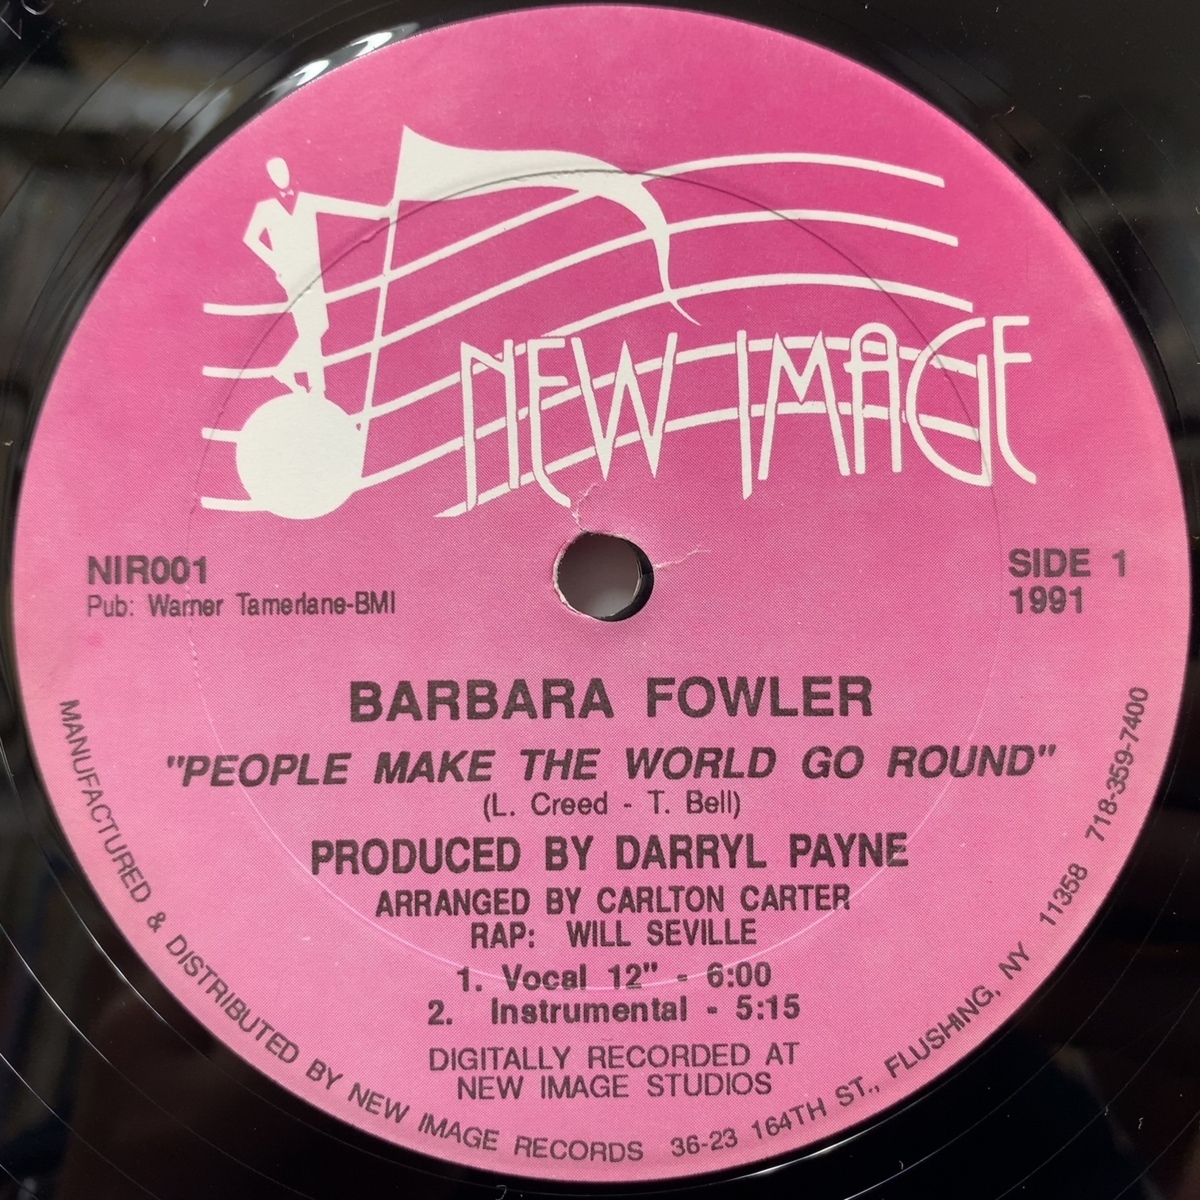 NEW IMAGE
NIR001
Pub: Warner Tamerlane-BMI
SIDE 1
1991
BARBARA FOWLER
"PEOPLE MAKE THE WORLD GO ROUND"
(L. Creed - T. Bell)
PRODUCED BY DARRYL PAYNE
ARRANGED BY CARLTON CARTER
RAP: WILL SEVILLE
1. Vocal 12" - 6:00
2. Instrumental - 5:15
DIGITALLY RECORDED AT
NEW IMAGE STUDIOS
MANUFACTURED & DISTRIBUTED BY NEW IMAGE RECORDS 36-23 164TH ST., FLUSHING, NY 11358 718-359-7400